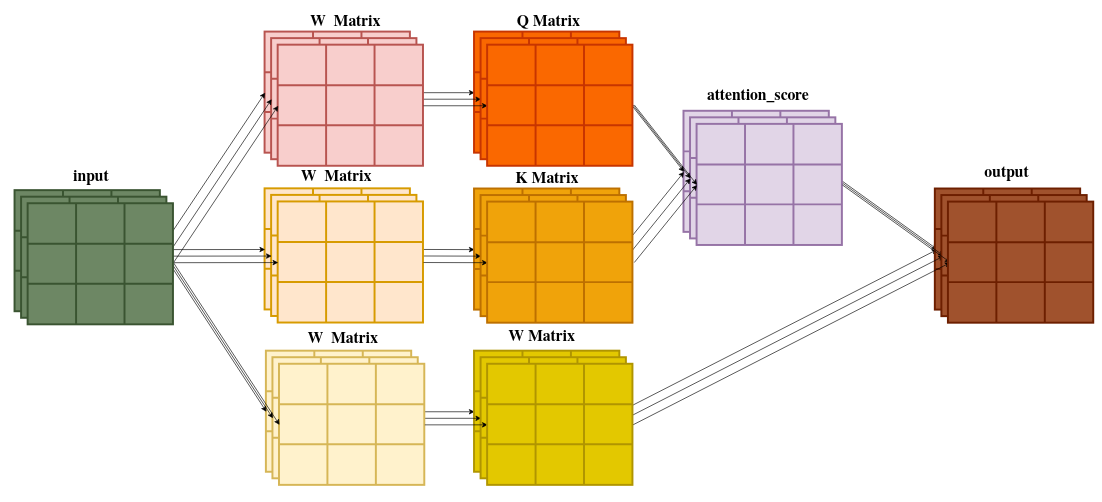 W  Matrix
Q Matrix
attention_score
input
W  Matrix
K Matrix
output
W  Matrix
W Matrix